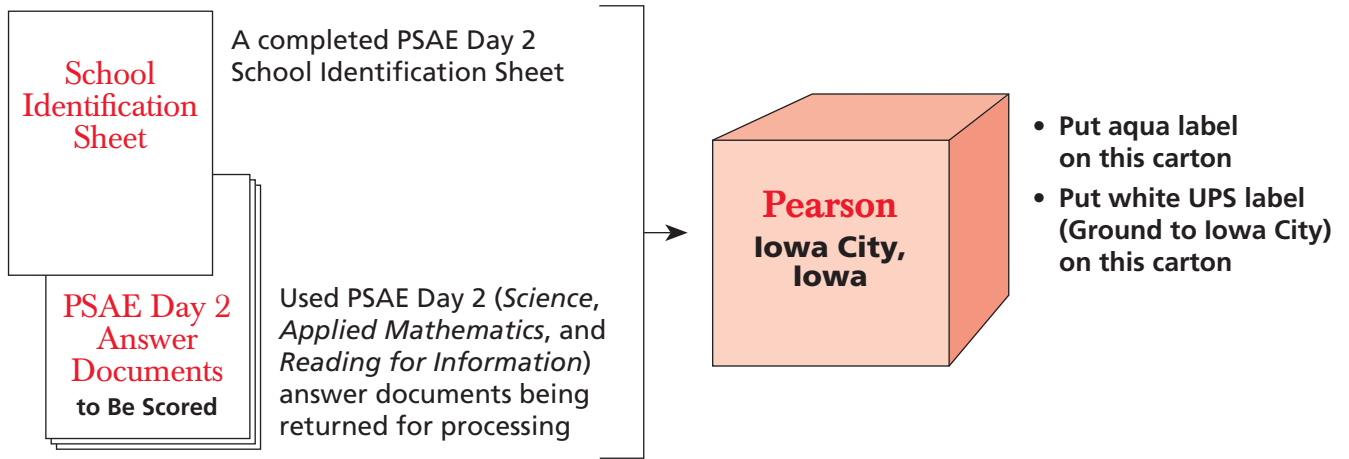 School
Identification
Sheet
A completed PSAE Day 2
School Identification Sheet
PSAE Day 2
Answer
Documents
to Be Scored
Used PSAE Day 2 (Science,
Applied Mathematics, and
Reading for Information)
answer documents being
returned for processing
Pearson
Iowa City,
Iowa
• Put aqua label
on this carton
• Put white UPS label
(Ground to Iowa City)
on this carton